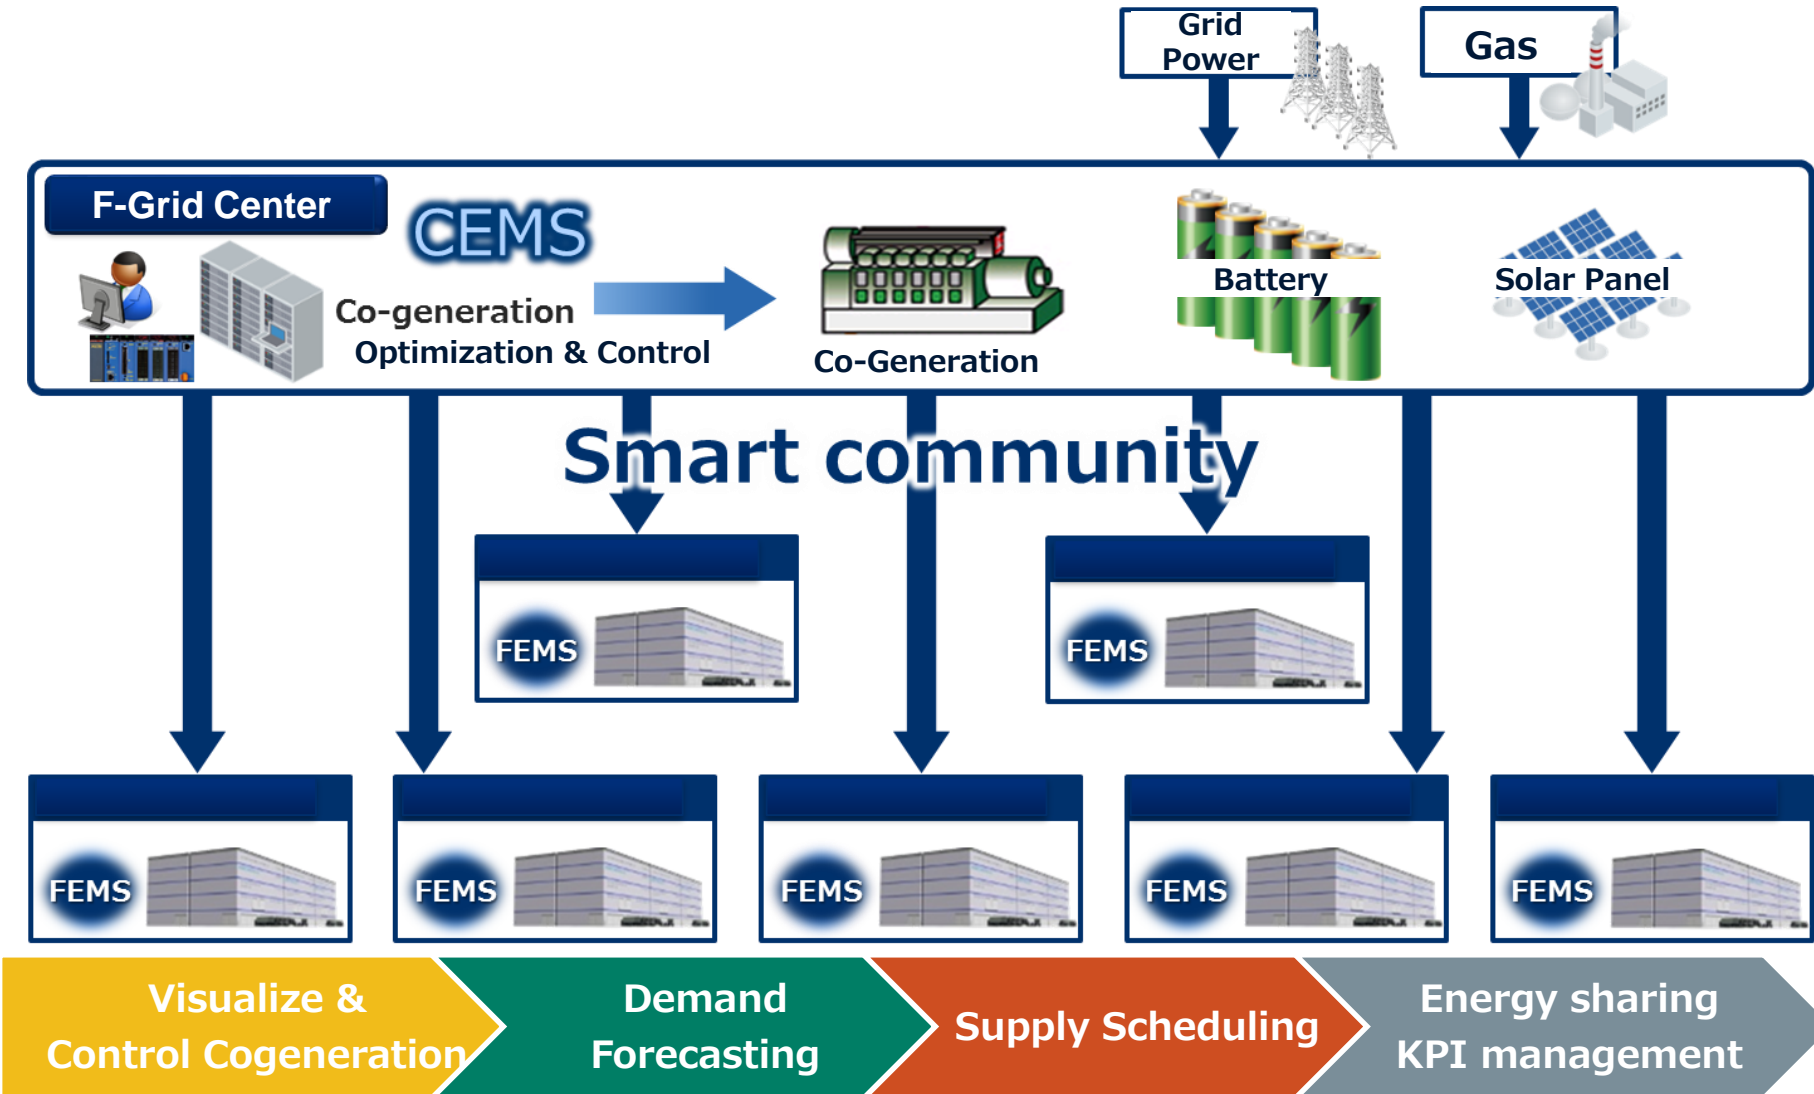 Grid
Power
Gas
F-Grid Center
CEMS
Co-generation
Optimization & Control
Co-Generation
Battery
Solar Panel
Smart community
FEMS
FEMS
FEMS
FEMS
FEMS
FEMS
FEMS
Visualize &
Control Cogeneration
Demand
Forecasting
Supply Scheduling
Energy sharing
KPI management